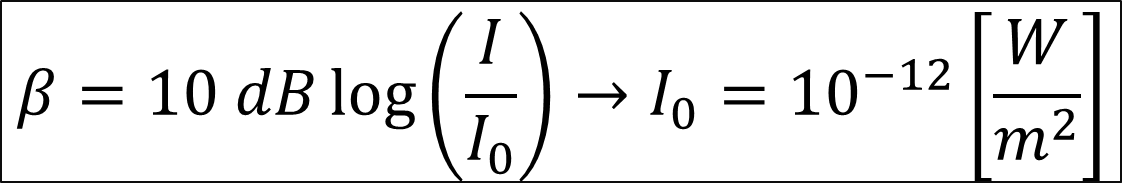 β = 10 dB log(I/I₀) → I₀ = 10⁻¹² [W/m²]